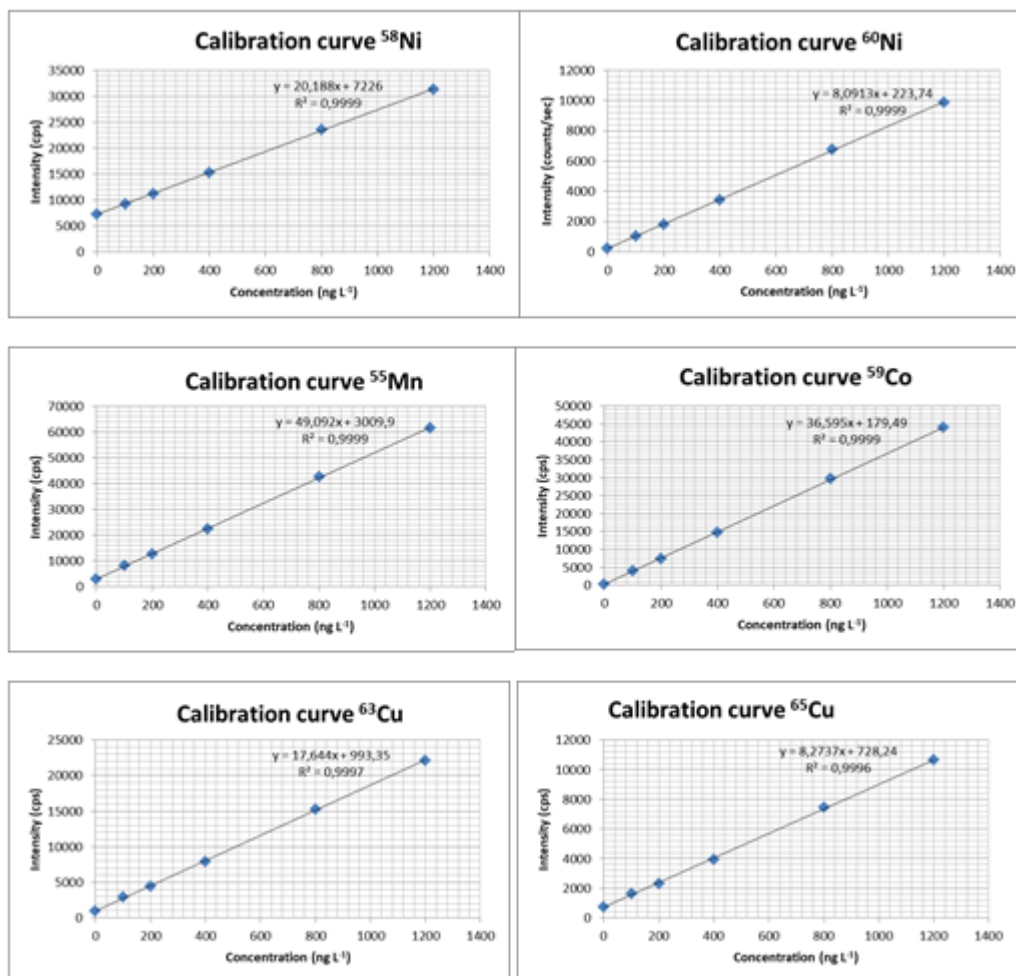 Calibration curve ⁵⁸Ni
35000
30000
25000
20000
15000
10000
5000
0
Intensity (cps)
y = 20,188x + 7226
R² = 0,9999
0 200 400 600 800 1000 1200 1400
Concentration (ng L⁻¹)
Calibration curve ⁶⁰Ni
12000
10000
8000
6000
4000
2000
0
Intensity (counts/sec)
y = 8,0913x + 223,74
R² = 0,9999
0 200 400 600 800 1000 1200 1400
Concentration (ng L⁻¹)
Calibration curve ⁵⁵Mn
70000
60000
50000
40000
30000
20000
10000
0
Intensity (cps)
y = 49,092x + 3009,9
R² = 0,9999
0 200 400 600 800 1000 1200 1400
Concentration (ng L⁻¹)
Calibration curve ⁵⁹Co
50000
45000
40000
35000
30000
25000
20000
15000
10000
5000
0
Intensity (cps)
y = 36,595x + 179,49
R² = 0,9999
0 200 400 600 800 1000 1200 1400
Concentration (ng L⁻¹)
Calibration curve ⁶³Cu
25000
20000
15000
10000
5000
0
Intensity (cps)
y = 17,644x + 993,35
R² = 0,9997
0 200 400 600 800 1000 1200 1400
Concentration (ng L⁻¹)
Calibration curve ⁶⁵Cu
12000
10000
8000
6000
4000
2000
0
Intensity (cps)
y = 8,2737x + 728,24
R² = 0,9996
0 200 400 600 800 1000 1200 1400
Concentration (ng L⁻¹)